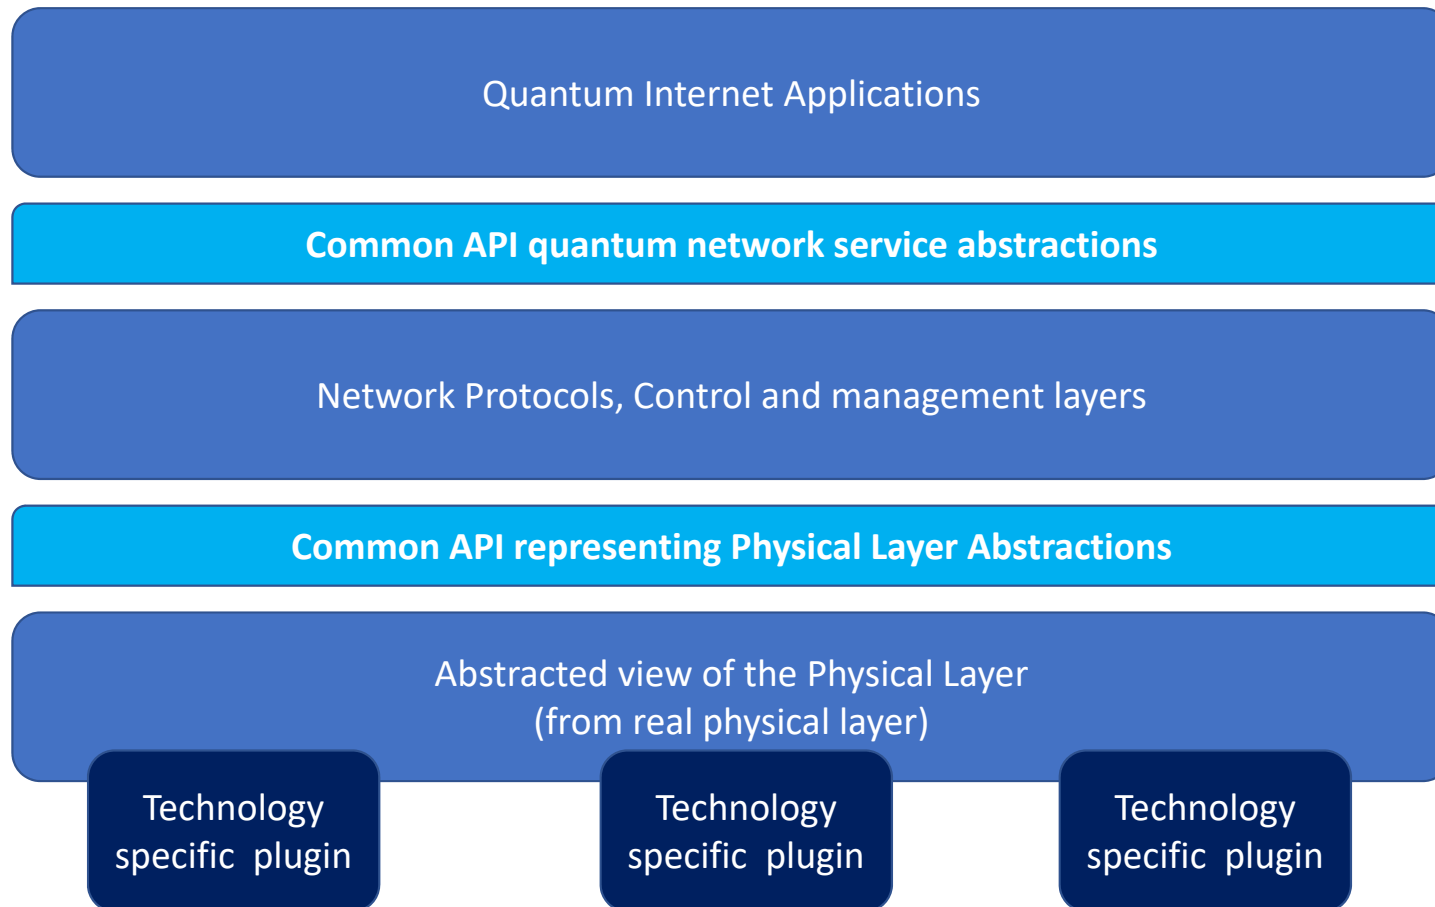 Quantum Internet Applications
Common API quantum network service abstractions
Network Protocols, Control and management layers
Common API representing Physical Layer Abstractions
Abstracted view of the Physical Layer
(from real physical layer)
Technology
specific  plugin
Technology
specific  plugin
Technology
specific  plugin